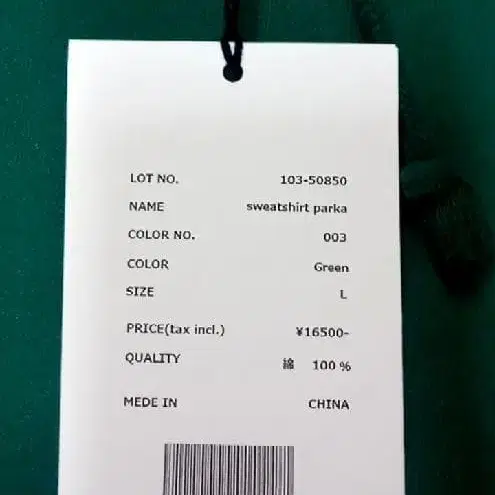 LOT NO. 103-50850
NAME sweatshirt parka
COLOR NO. 003
COLOR Green
SIZE L
PRICE(tax incl.) ¥16500-
QUALITY 綿 100 %
MEDE IN CHINA